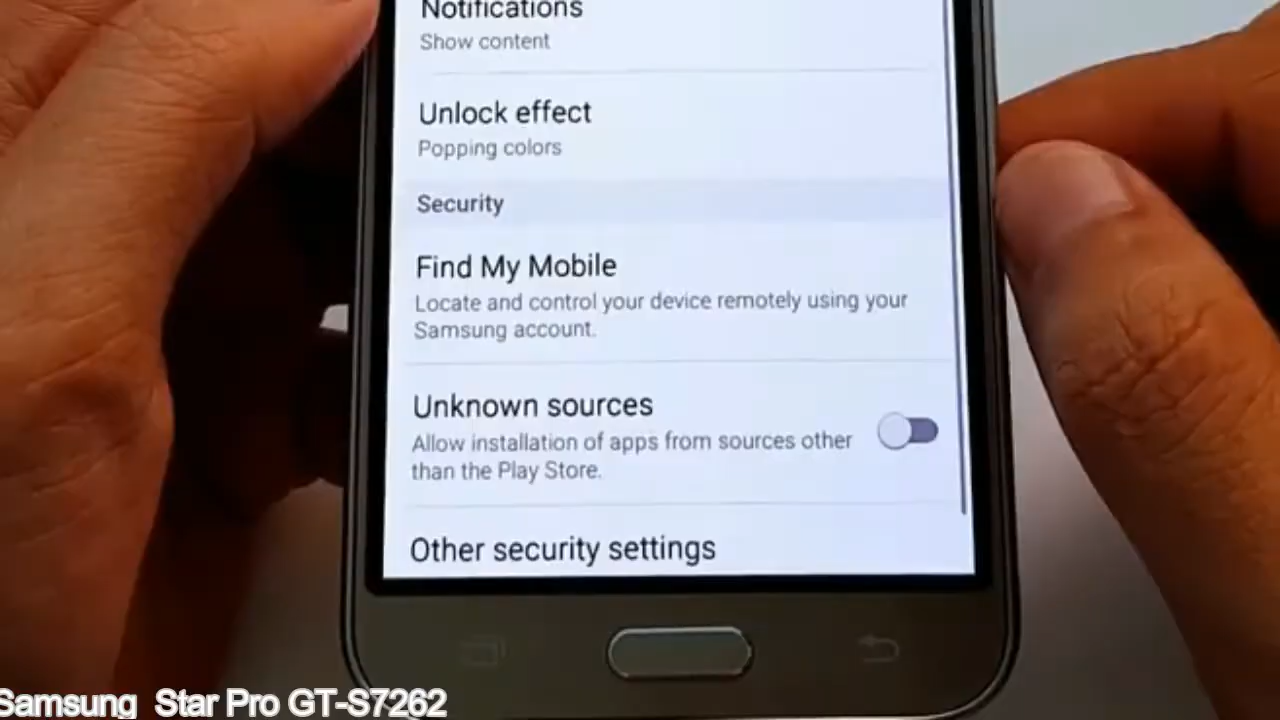 Notifications
Show content
Unlock effect
Popping colors
Security
Find My Mobile
Locate and control your device remotely using your
Samsung account.
Unknown sources
Allow installation of apps from sources other
than the Play Store.
Other security settings
Samsung Star Pro GT-S7262